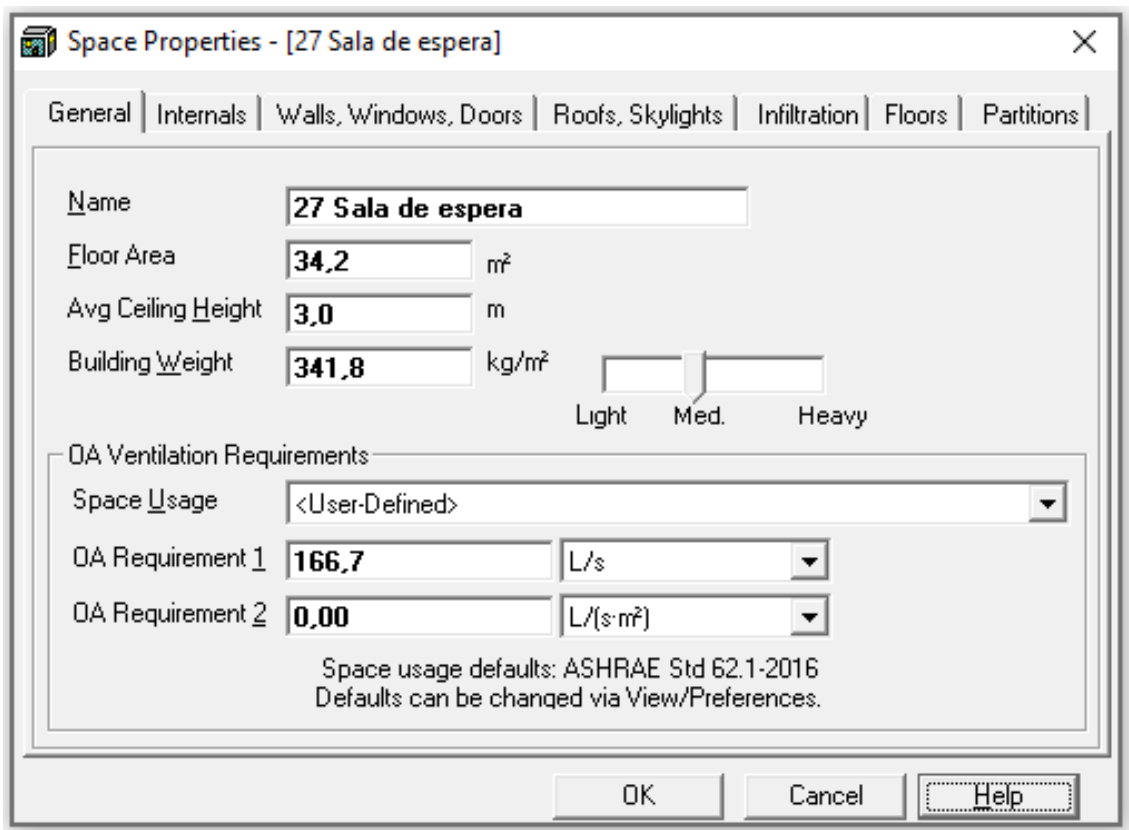 Space Properties - [27 Sala de espera]
General Internals Walls, Windows, Doors Roofs, Skylights Infiltration Floors Partitions
Name 27 Sala de espera
Floor Area 34,2 m²
Avg Ceiling Height 3,0 m
Building Weight 341,8 kg/m²
Light Med. Heavy
OA Ventilation Requirements
Space Usage <User-Defined>
OA Requirement 1 166,7 L/s
OA Requirement 2 0,00 L/(s·m²)
Space usage defaults: ASHRAE Std 62.1-2016
Defaults can be changed via View/Preferences.
OK Cancel Help